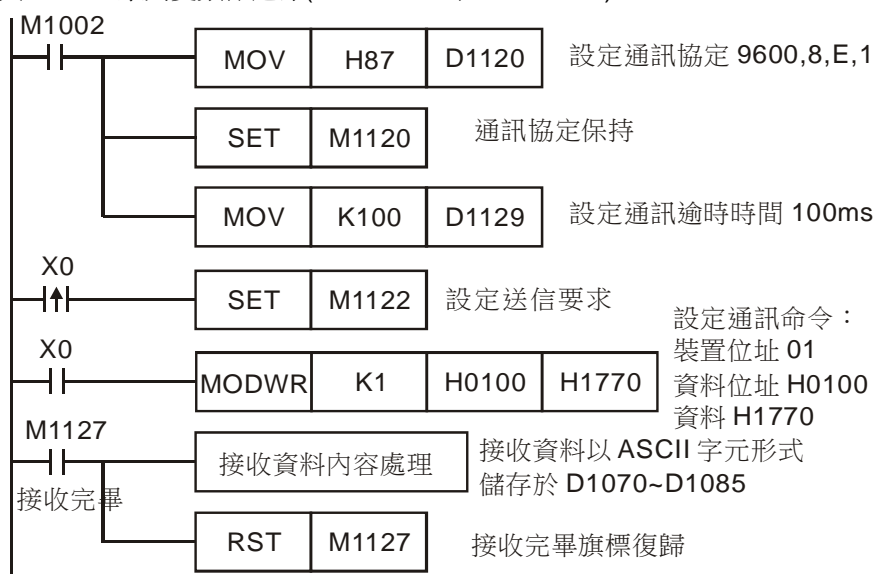 M1002
MOV H87 D1120 設定通訊協定 9600,8,E,1
SET M1120 通訊協定保持
MOV K100 D1129 設定通訊逾時時間 100ms
X0
SET M1122 設定送信要求
設定通訊命令：
裝置位址 01
資料位址 H0100
資料 H1770
X0
MODWR K1 H0100 H1770
M1127
接收完畢
接收資料內容處理
接收資料以 ASCII 字元形式
儲存於 D1070~D1085
RST M1127 接收完畢旗標復歸